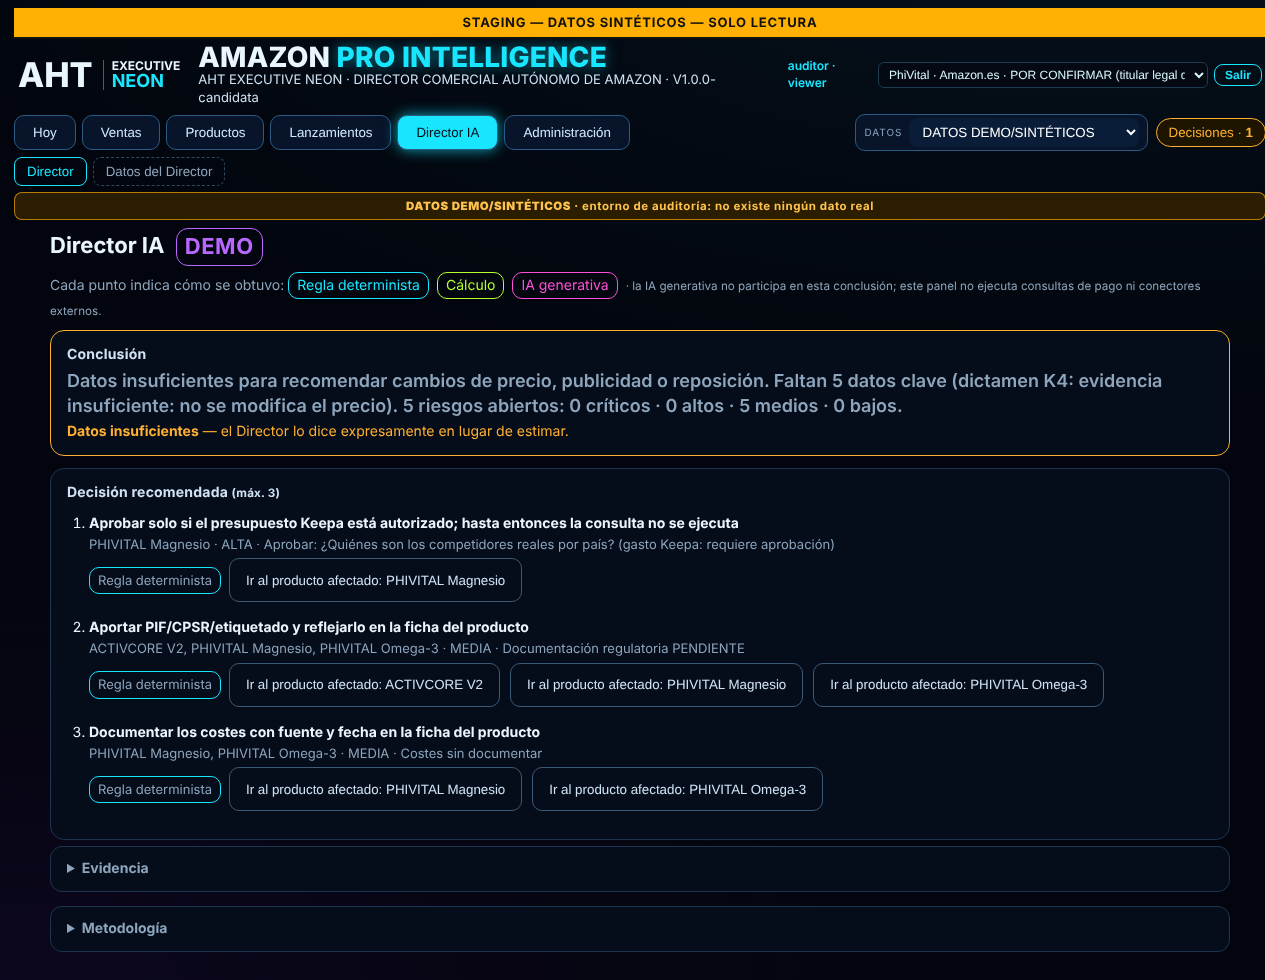 STAGING — DATOS SINTÉTICOS — SOLO LECTURA
AHT EXECUTIVE NEON
AMAZON PRO INTELLIGENCE
AHT EXECUTIVE NEON · DIRECTOR COMERCIAL AUTÓNOMO DE AMAZON · V1.0.0-
candidata
auditor ·
viewer
PhiVital · Amazon.es · POR CONFIRMAR (titular legal
Salir
Hoy
Ventas
Productos
Lanzamientos
Director IA
Administración
DATOS DATOS DEMO/SINTÉTICOS
Decisiones · 1
Director
Datos del Director
DATOS DEMO/SINTÉTICOS · entorno de auditoría: no existe ningún dato real
Director IA DEMO
Cada punto indica cómo se obtuvo: Regla determinista Cálculo IA generativa · la IA generativa no participa en esta conclusión; este panel no ejecuta consultas de pago ni conectores
externos.
Conclusión
Datos insuficientes para recomendar cambios de precio, publicidad o reposición. Faltan 5 datos clave (dictamen K4: evidencia
insuficiente: no se modifica el precio). 5 riesgos abiertos: 0 críticos · 0 altos · 5 medios · 0 bajos.
Datos insuficientes — el Director lo dice expresamente en lugar de estimar.
Decisión recomendada (máx. 3)
1. Aprobar solo si el presupuesto Keepa está autorizado; hasta entonces la consulta no se ejecuta
PHIVITAL Magnesio · ALTA · Aprobar: ¿Quiénes son los competidores reales por país? (gasto Keepa: requiere aprobación)
Regla determinista Ir al producto afectado: PHIVITAL Magnesio
2. Aportar PIF/CPSR/etiquetado y reflejarlo en la ficha del producto
ACTIVCORE V2, PHIVITAL Magnesio, PHIVITAL Omega-3 · MEDIA · Documentación regulatoria PENDIENTE
Regla determinista Ir al producto afectado: ACTIVCORE V2 Ir al producto afectado: PHIVITAL Magnesio Ir al producto afectado: PHIVITAL Omega-3
3. Documentar los costes con fuente y fecha en la ficha del producto
PHIVITAL Magnesio, PHIVITAL Omega-3 · MEDIA · Costes sin documentar
Regla determinista Ir al producto afectado: PHIVITAL Magnesio Ir al producto afectado: PHIVITAL Omega-3
Evidencia
Metodología